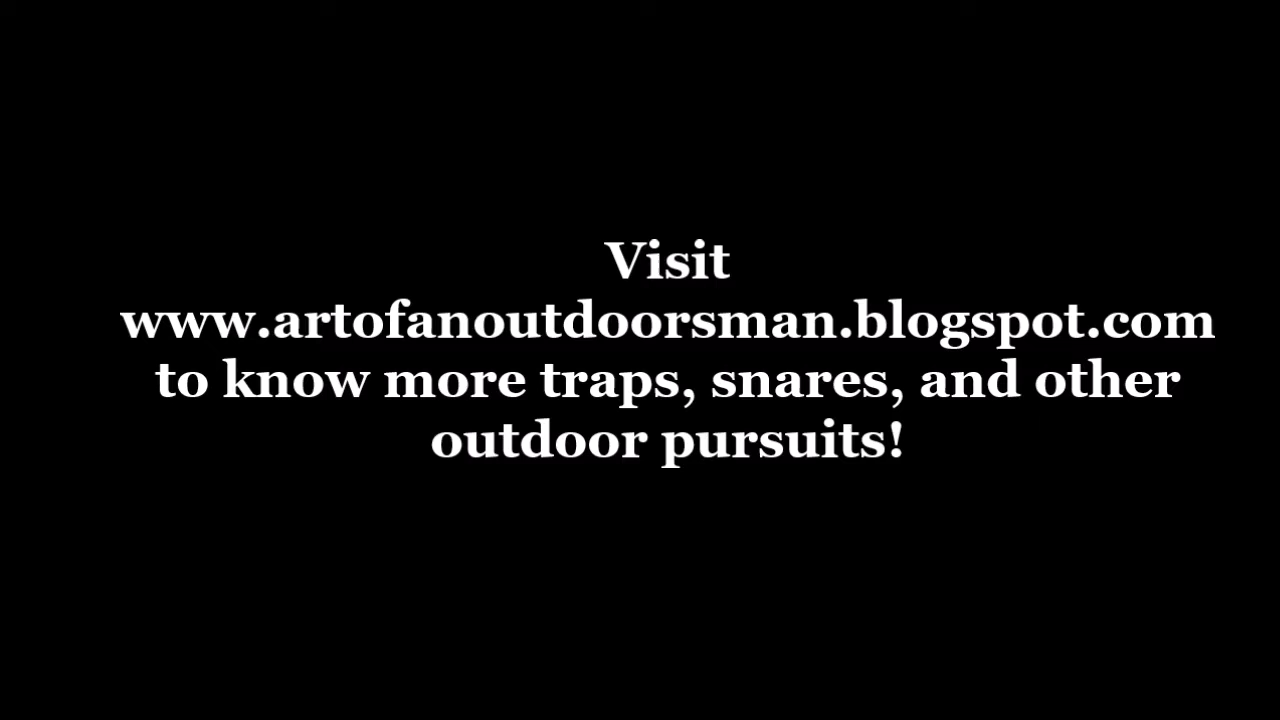 Visit
www.artofanoutdoorsman.blogspot.com
to know more traps, snares, and other
outdoor pursuits!